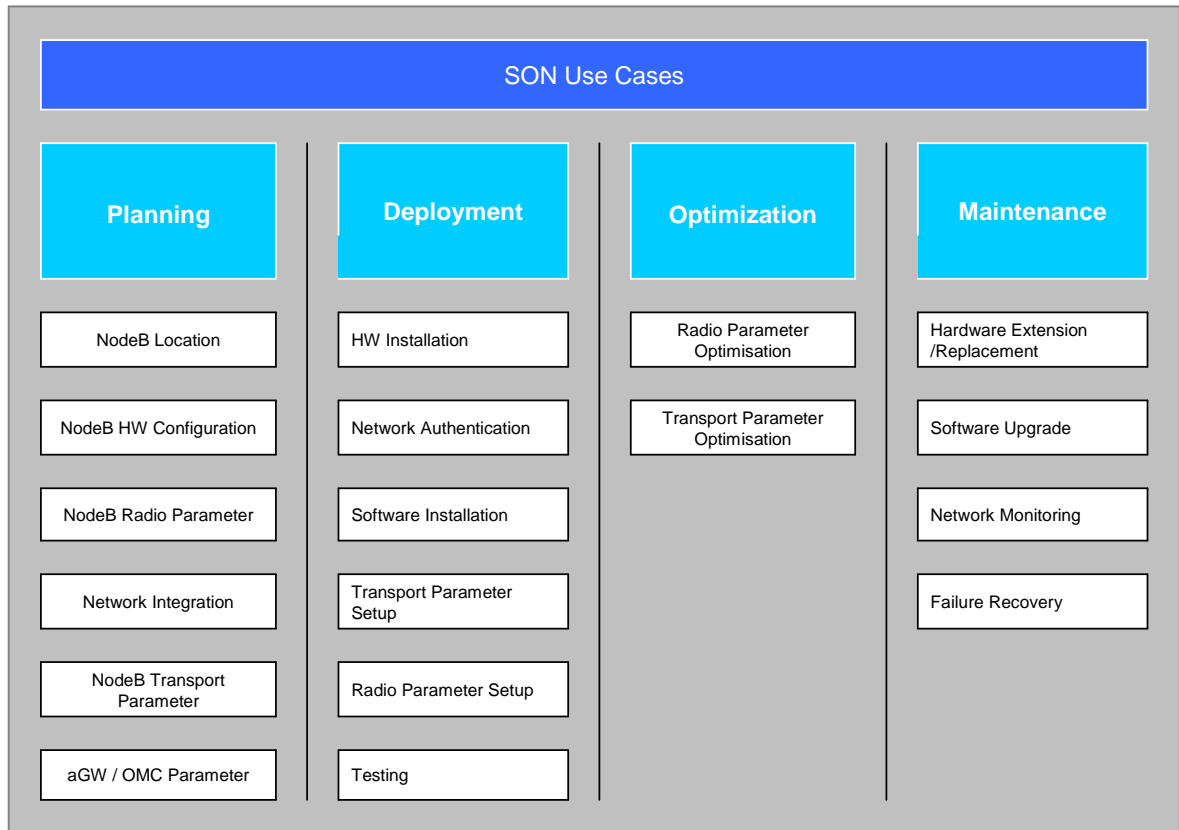 SON Use Cases
Planning
NodeB Location
NodeB HW Configuration
NodeB Radio Parameter
Network Integration
NodeB Transport
Parameter
aGW / OMC Parameter
Deployment
HW Installation
Network Authentication
Software Installation
Transport Parameter
Setup
Radio Parameter Setup
Testing
Optimization
Radio Parameter
Optimisation
Transport Parameter
Optimisation
Maintenance
Hardware Extension
/Replacement
Software Upgrade
Network Monitoring
Failure Recovery